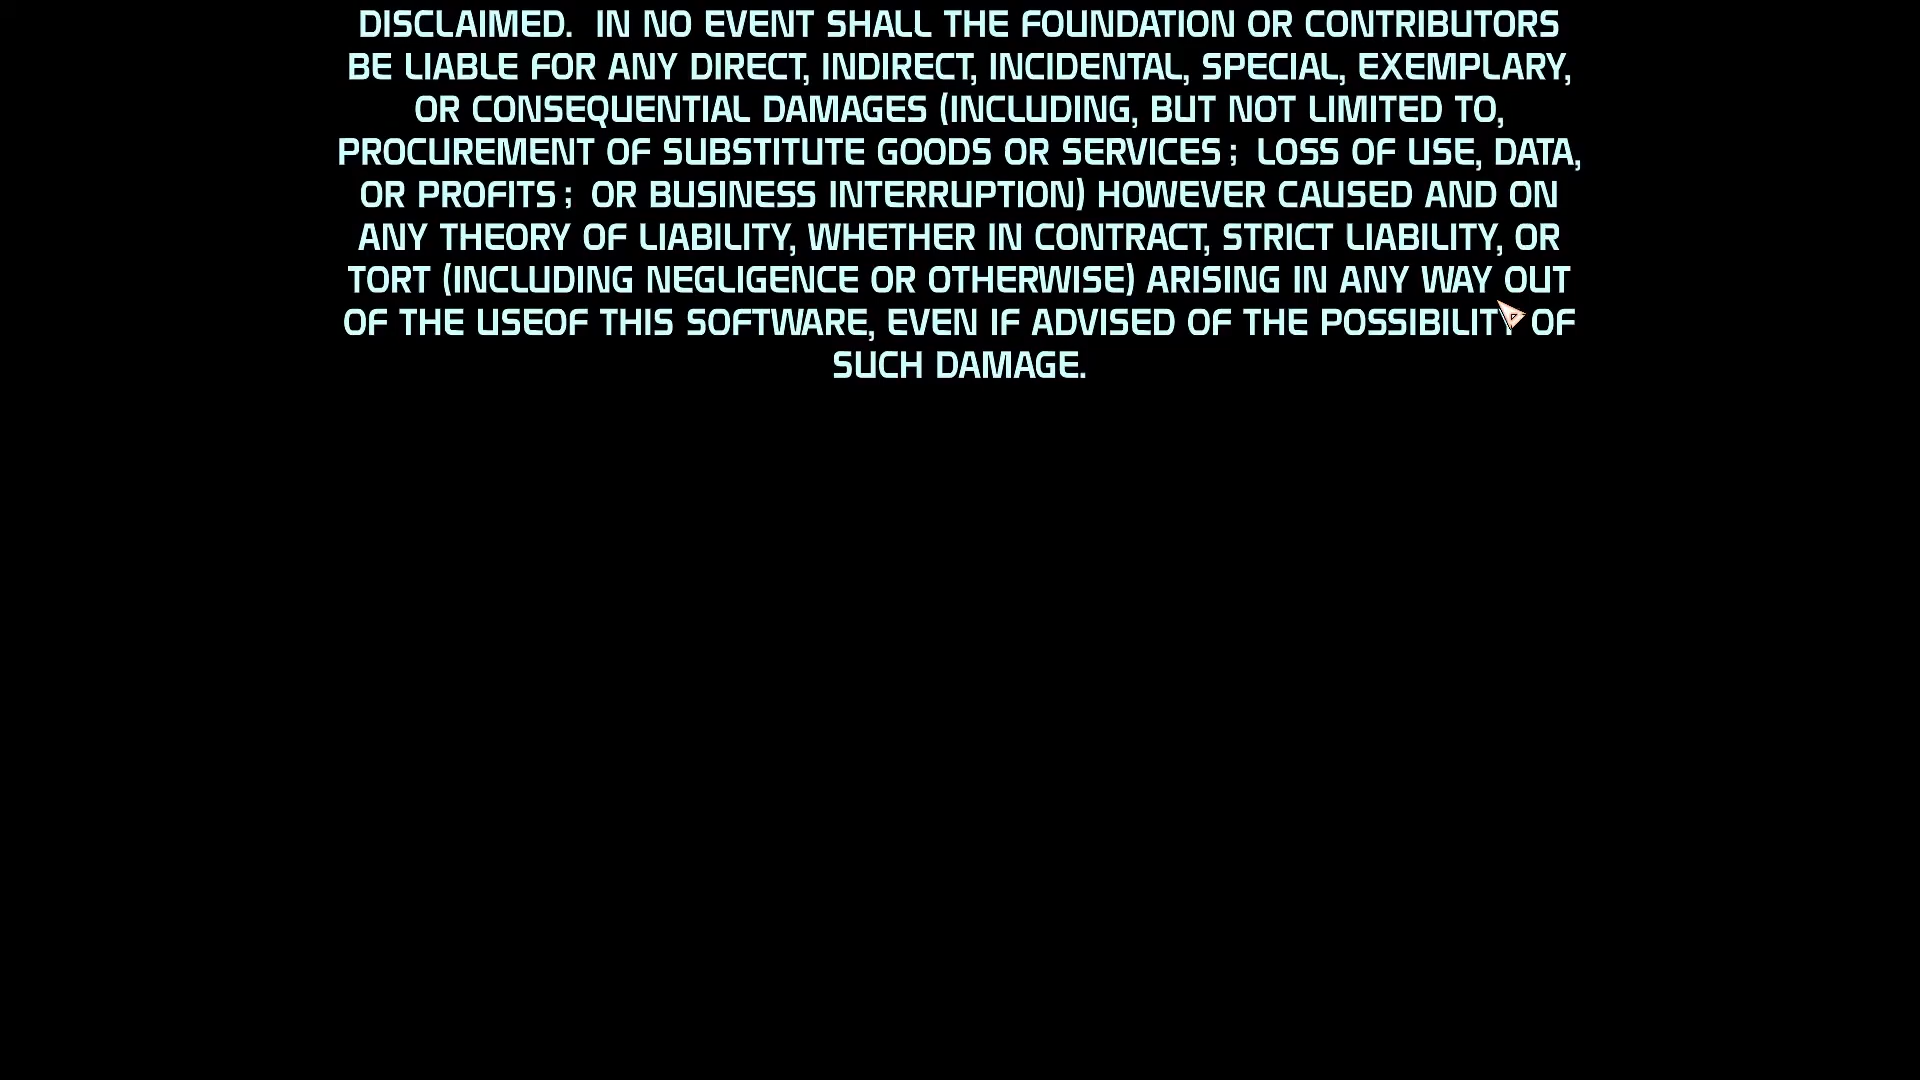 DISCLAIMED.  IN NO EVENT SHALL THE FOUNDATION OR CONTRIBUTORS
BE LIABLE FOR ANY DIRECT, INDIRECT, INCIDENTAL, SPECIAL, EXEMPLARY,
OR CONSEQUENTIAL DAMAGES (INCLUDING, BUT NOT LIMITED TO,
PROCUREMENT OF SUBSTITUTE GOODS OR SERVICES; LOSS OF USE, DATA,
OR PROFITS; OR BUSINESS INTERRUPTION) HOWEVER CAUSED AND ON
ANY THEORY OF LIABILITY, WHETHER IN CONTRACT, STRICT LIABILITY, OR
TORT (INCLUDING NEGLIGENCE OR OTHERWISE) ARISING IN ANY WAY OUT
OF THE USEOF THIS SOFTWARE, EVEN IF ADVISED OF THE POSSIBILITY OF
SUCH DAMAGE.